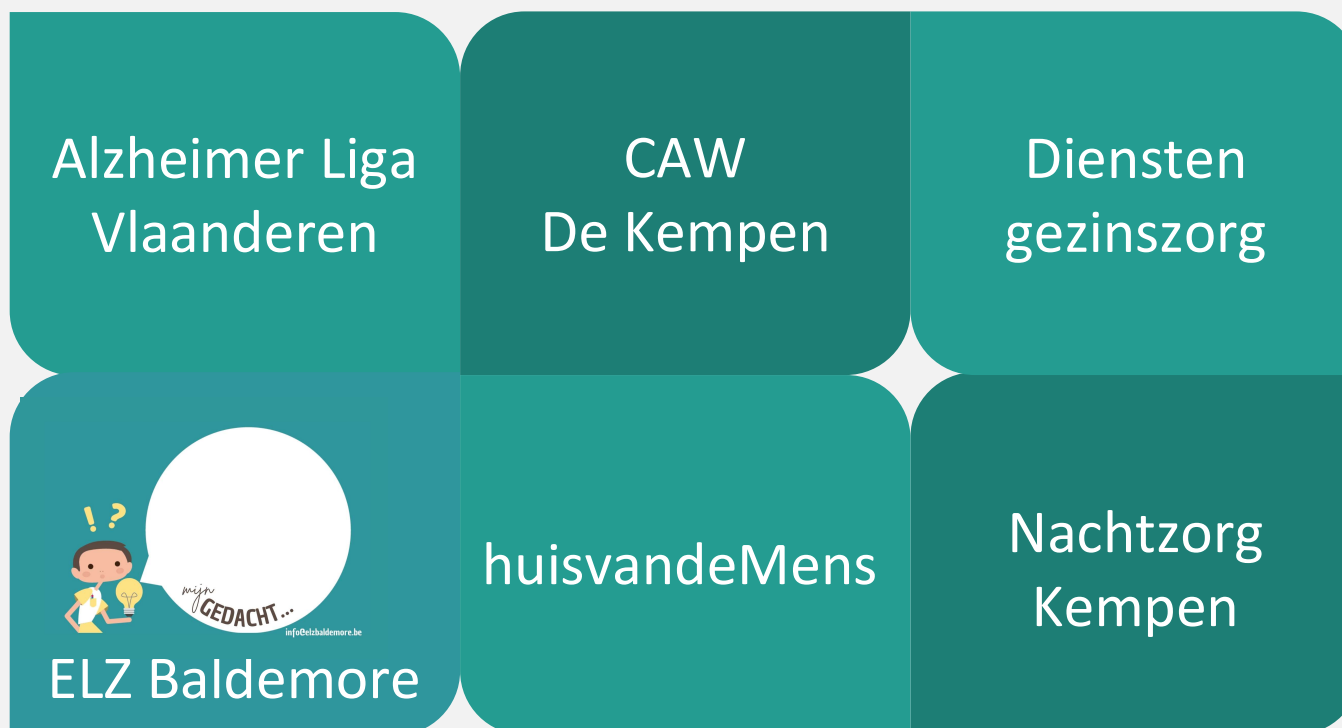 Alzheimer Liga
Vlaanderen
CAW
De Kempen
Diensten
gezinszorg
! ?
mijn
GEDACHT...
info@elzbaldemore.be
ELZ Baldemore
huisvandeMens
Nachtzorg
Kempen